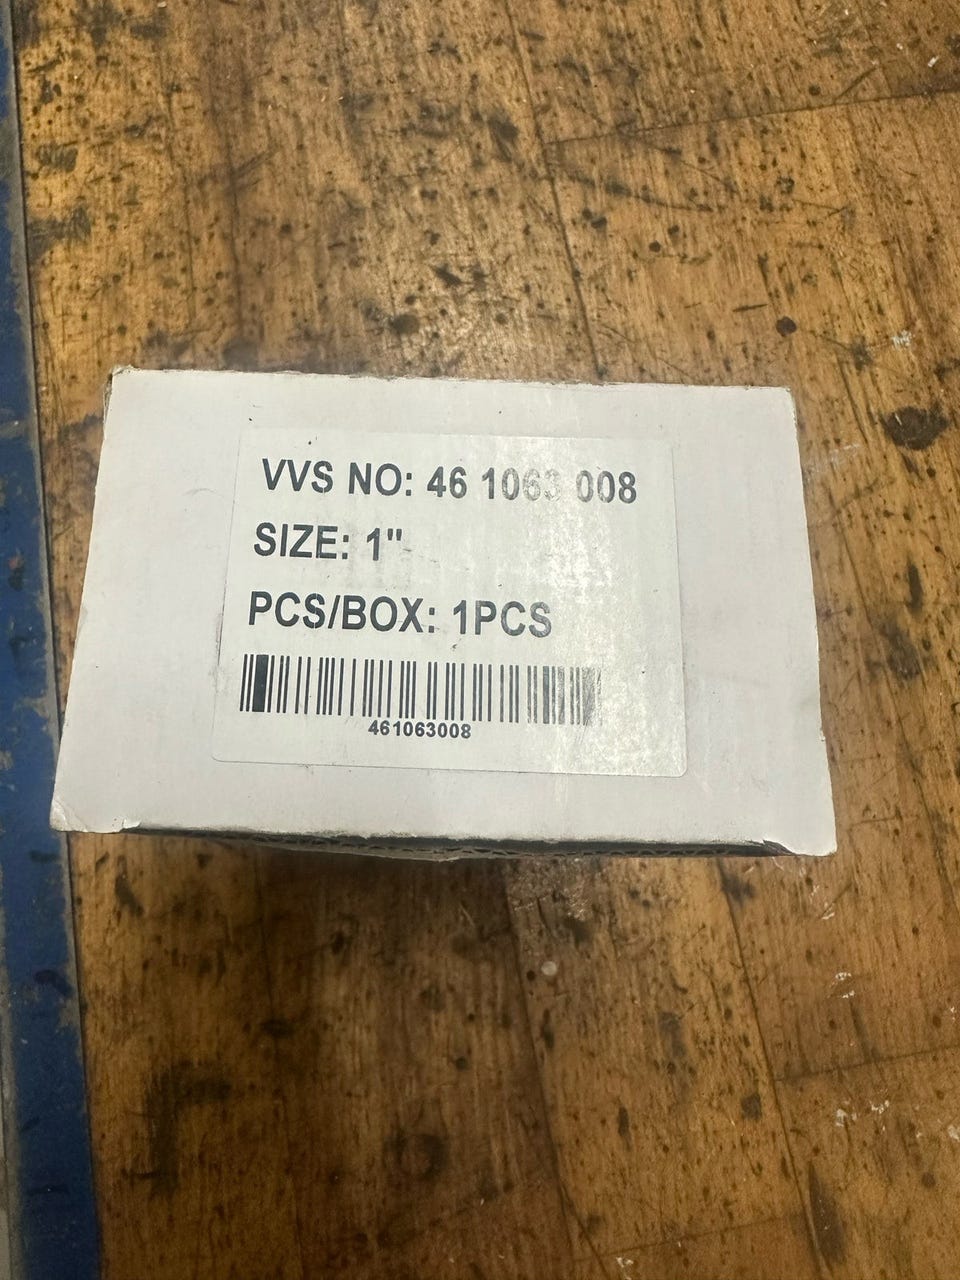 VVS NO: 46 1063 008
SIZE: 1"
PCS/BOX: 1PCS
461063008